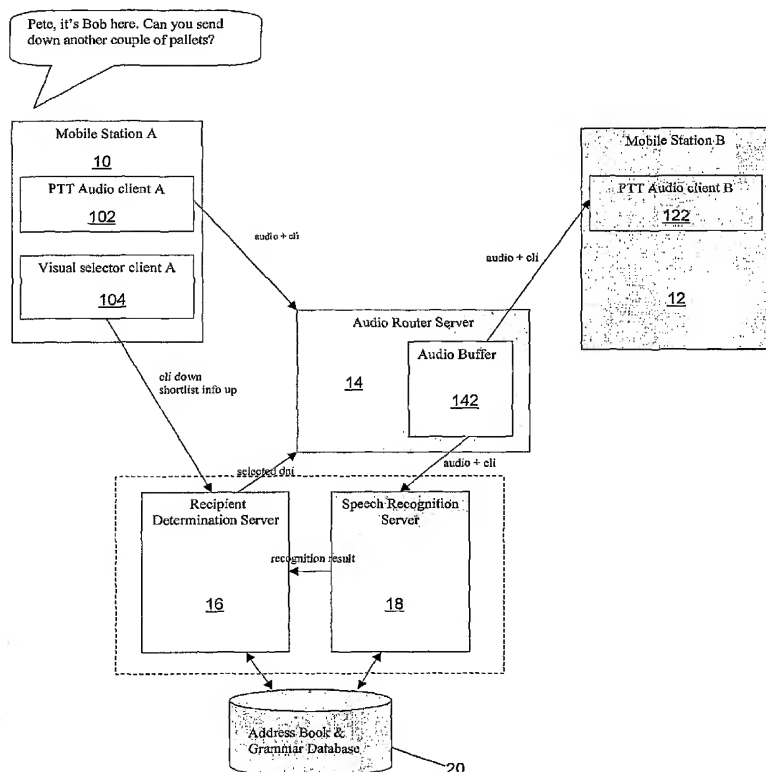 Pete, it's Bob here. Can you send
down another couple of pallets?
Mobile Station A
10
PTT Audio client A
102
Visual selector client A
104
Mobile Station B
PTT Audio client B
122
12
audio + cli
audio + cli
Audio Router Server
14
Audio Buffer
142
cli down
shortlist info up
selected dni
audio + cli
Recipient
Determination Server
16
Speech Recognition
Server
18
recognition result
Address Book &
Grammar Database
20